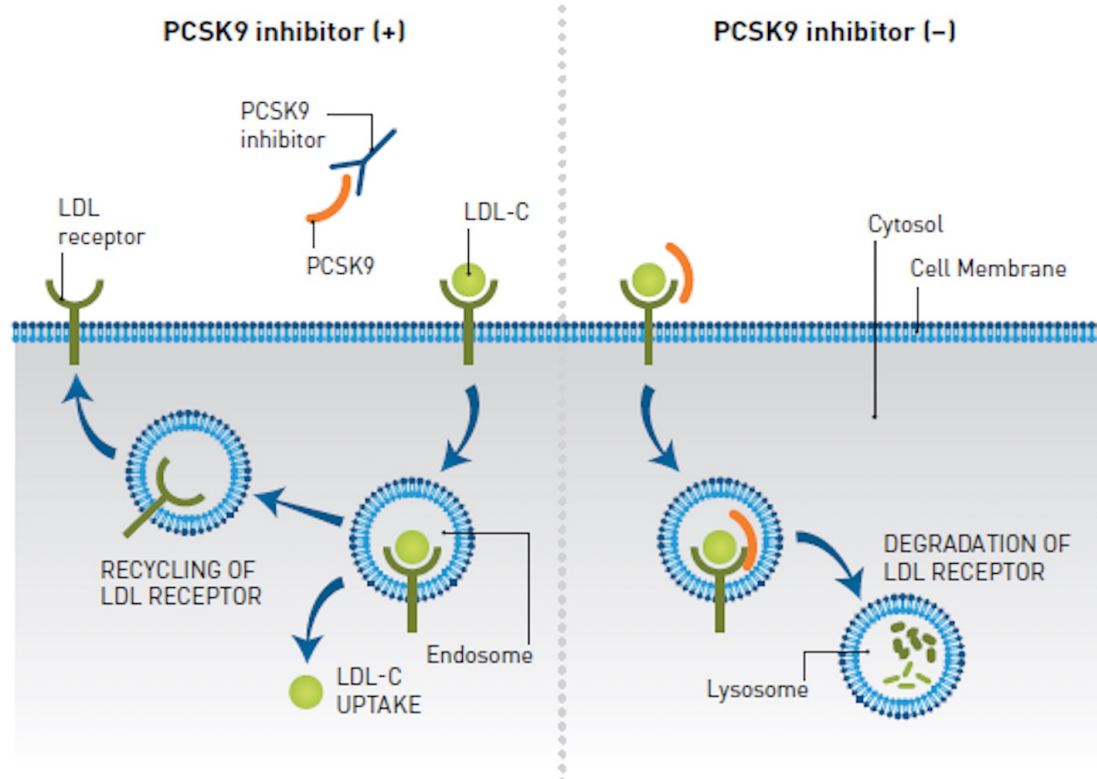 PCSK9 inhibitor (+)
PCSK9 inhibitor (–)
PCSK9
inhibitor
LDL
receptor
PCSK9
LDL-C
Cytosol
Cell Membrane
RECYCLING OF
LDL RECEPTOR
LDL-C
UPTAKE
Endosome
DEGRADATION OF
LDL RECEPTOR
Lysosome